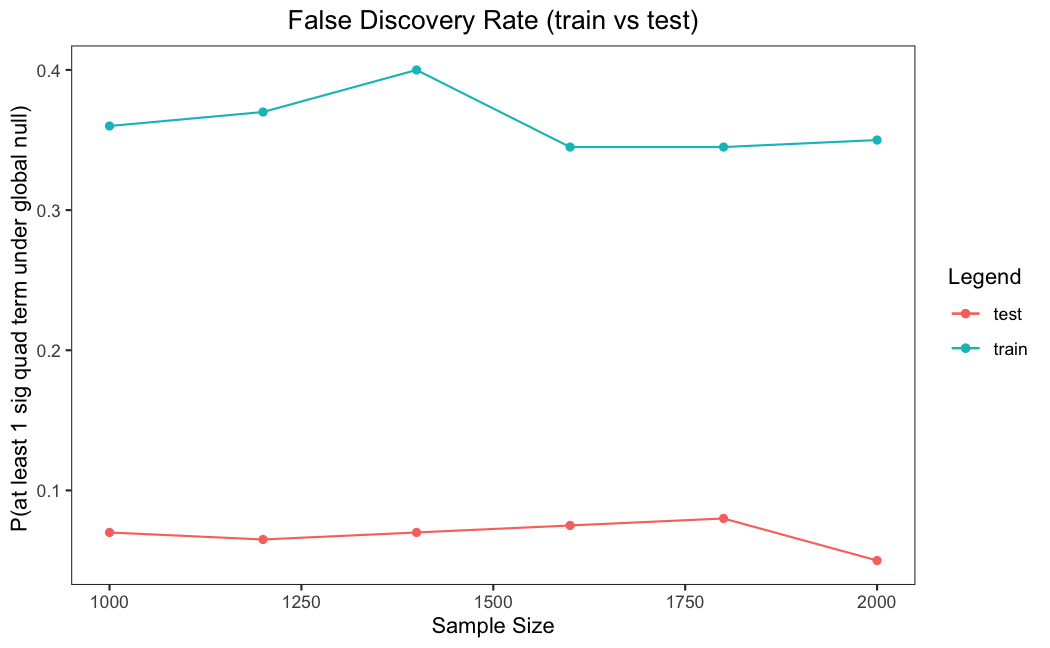 False Discovery Rate (train vs test)
P(at least 1 sig quad term under global null)
0.4
0.3
0.2
0.1
1000 1250 1500 1750 2000
Sample Size
Legend
test
train